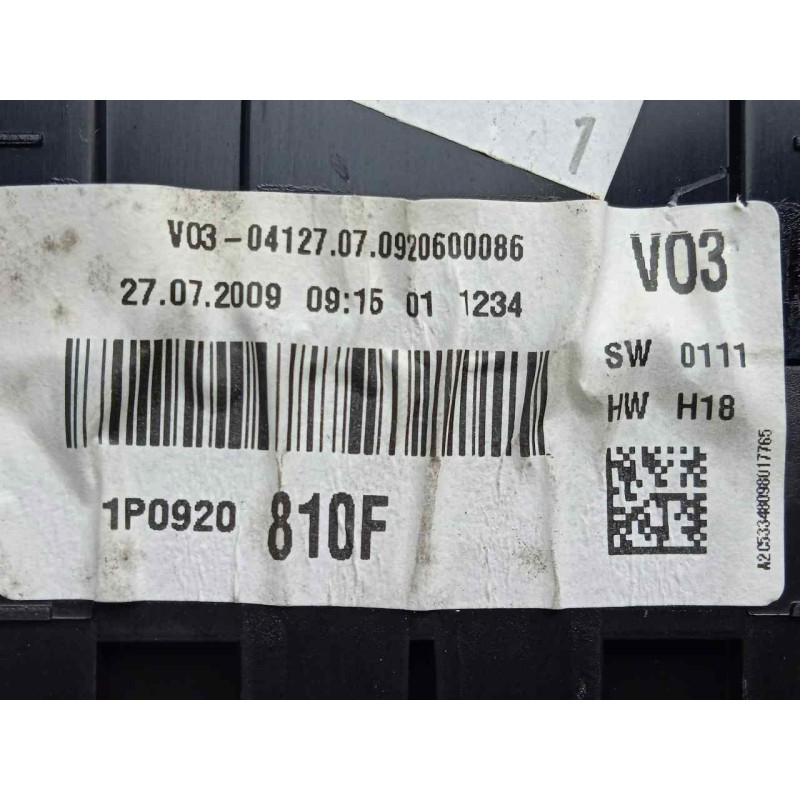 1
V03-04127.07.0920600086
27.07.2009 09:15 01 1234
V03
SW 0111
HW H18
1P0920 810F
A2C53348098017765